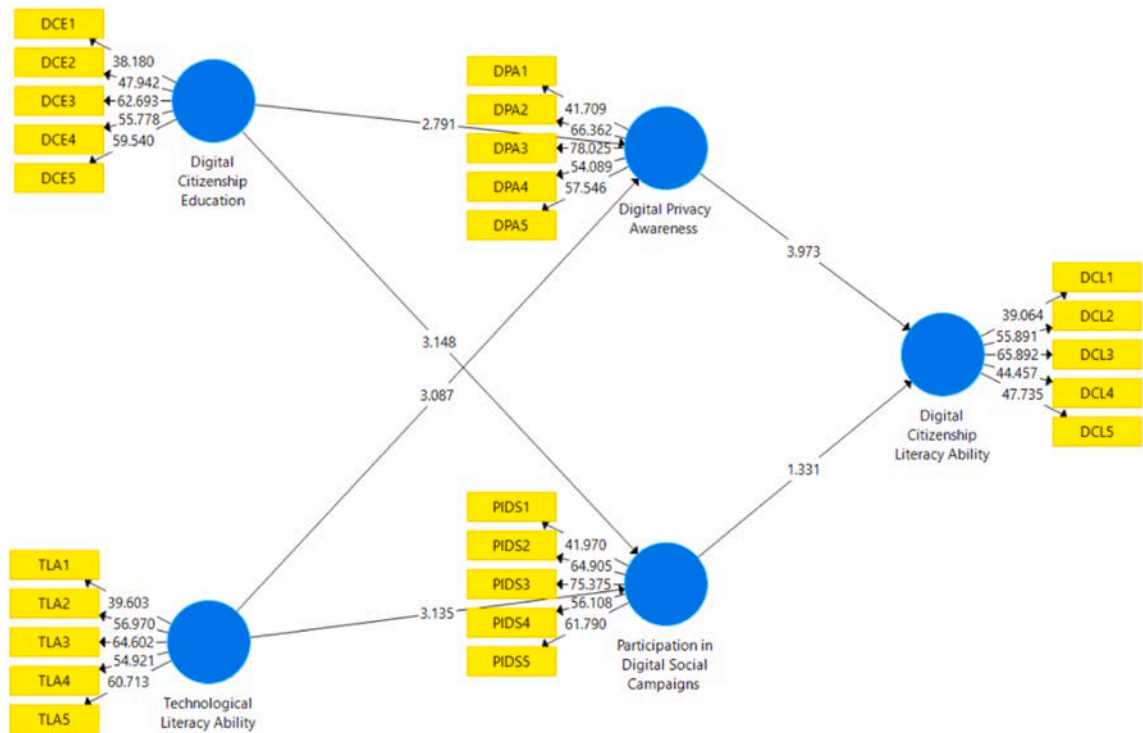 DCE1
DCE2
DCE3
DCE4
DCE5
38.180
47.942
62.693
55.778
59.540
Digital
Citizenship
Education
2.791
3.148
DPA1
DPA2
DPA3
DPA4
DPA5
41.709
66.362
78.025
54.089
57.546
Digital Privacy
Awareness
3.973
DCL1
DCL2
DCL3
DCL4
DCL5
39.064
55.891
65.892
44.457
47.735
Digital
Citizenship
Literacy Ability
3.087
1.331
TLA1
TLA2
TLA3
TLA4
TLA5
39.603
56.970
64.602
54.921
60.713
Technological
Literacy Ability
3.135
PIDS1
PIDS2
PIDS3
PIDS4
PIDS5
41.970
64.905
75.375
56.108
61.790
Participation in
Digital Social
Campaigns